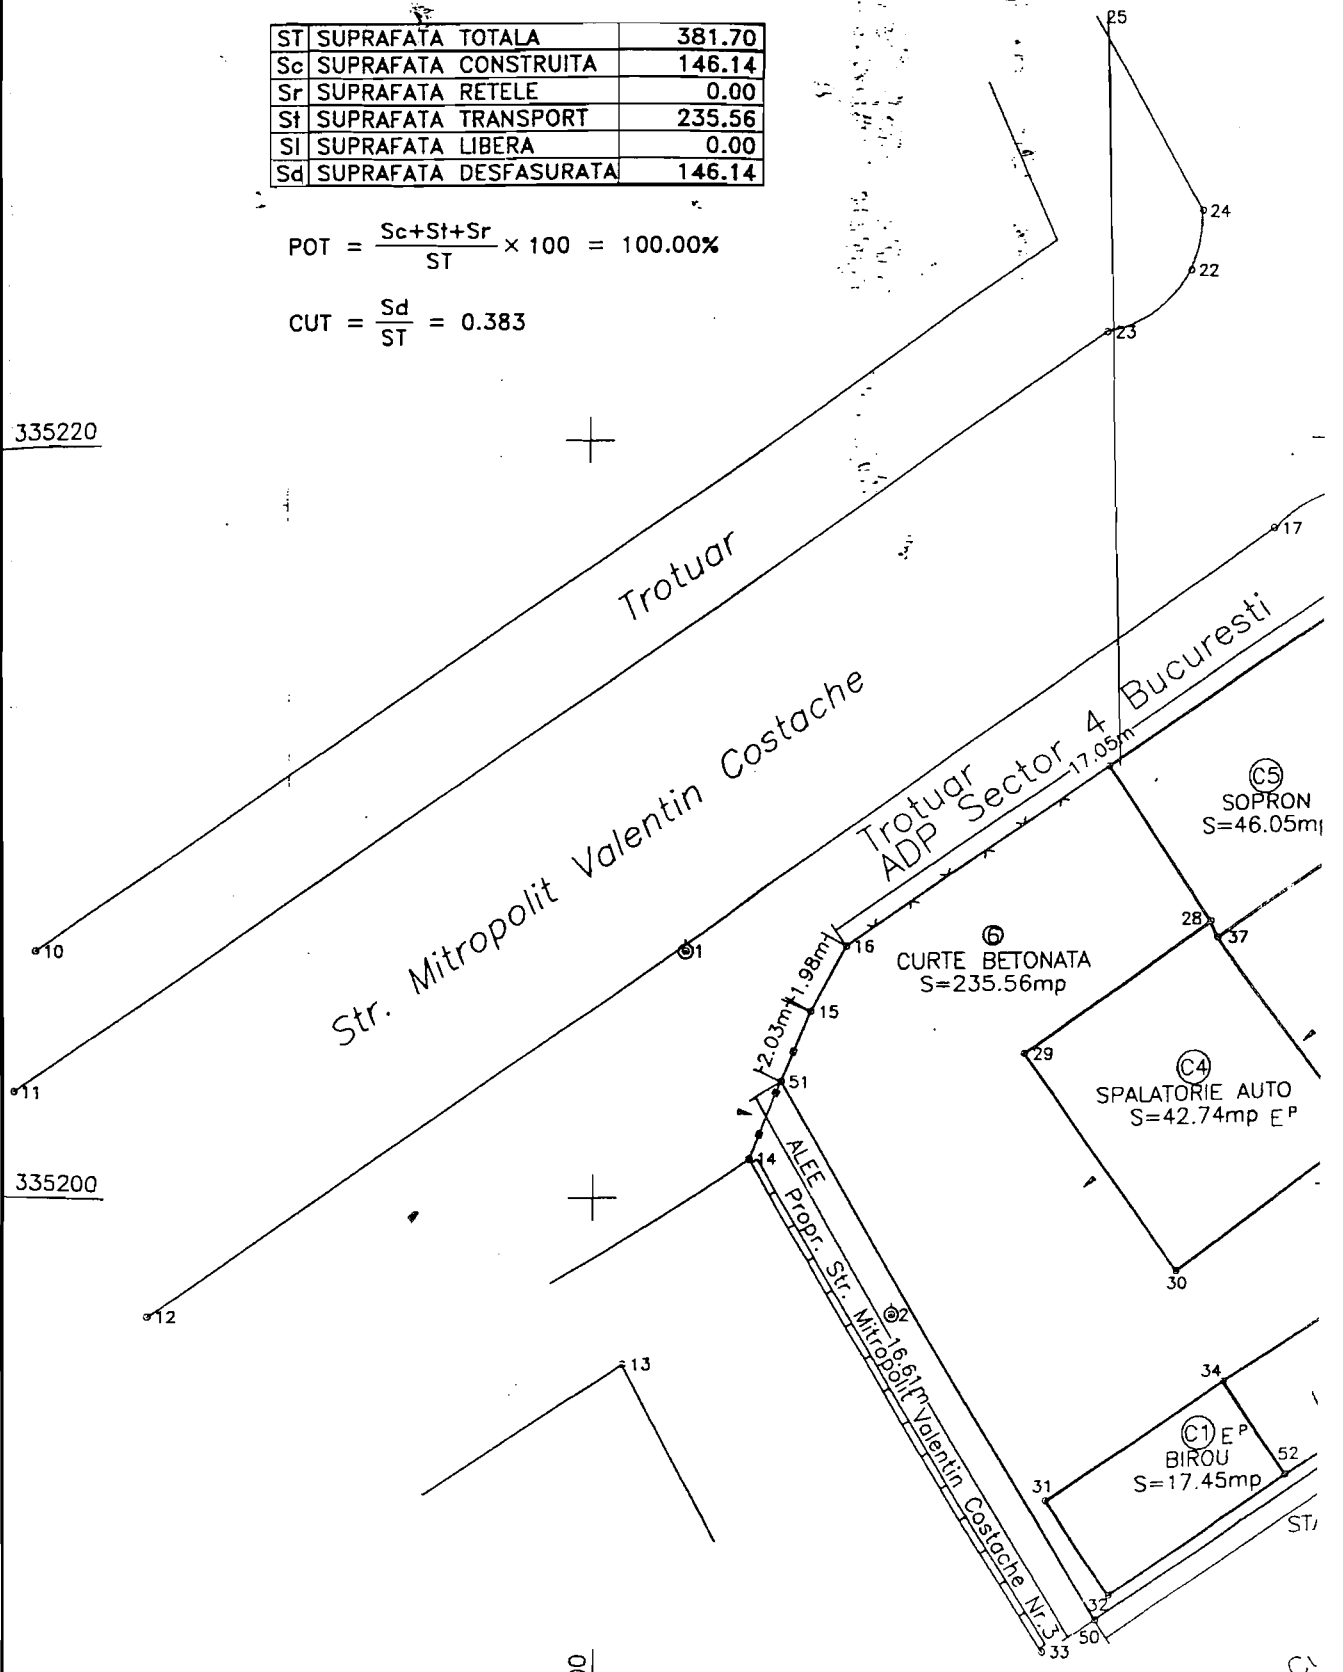 ST SUPRAFATA TOTALA 381.70
Sc SUPRAFATA CONSTRUITA 146.14
Sr SUPRAFATA RETELE 0.00
St SUPRAFATA TRANSPORT 235.56
Sl SUPRAFATA LIBERA 0.00
Sd SUPRAFATA DESFASURATA 146.14
POT = Sc+St+Sr / ST × 100 = 100.00%
CUT = Sd / ST = 0.383
25
24
22
23
335220
17
Trotuar
Str. Mitropolit Valentin Costache
Trotuar
ADP Sector 4 Bucuresti
17.05m
C5
SOPRON
S=46.05m
10
1
16
1.98m
6
CURTE BETONATA
S=235.56mp
28
37
15
2.03m
51
29
11
C4
SPALATORIE AUTO
S=42.74mp EP
14
ALEE
Propr. Str. Mitropolit Valentin Costache Nr.3
16.61m
335200
30
12
2
13
34
C1 EP
BIROU
S=17.45mp
52
31
32
50
33